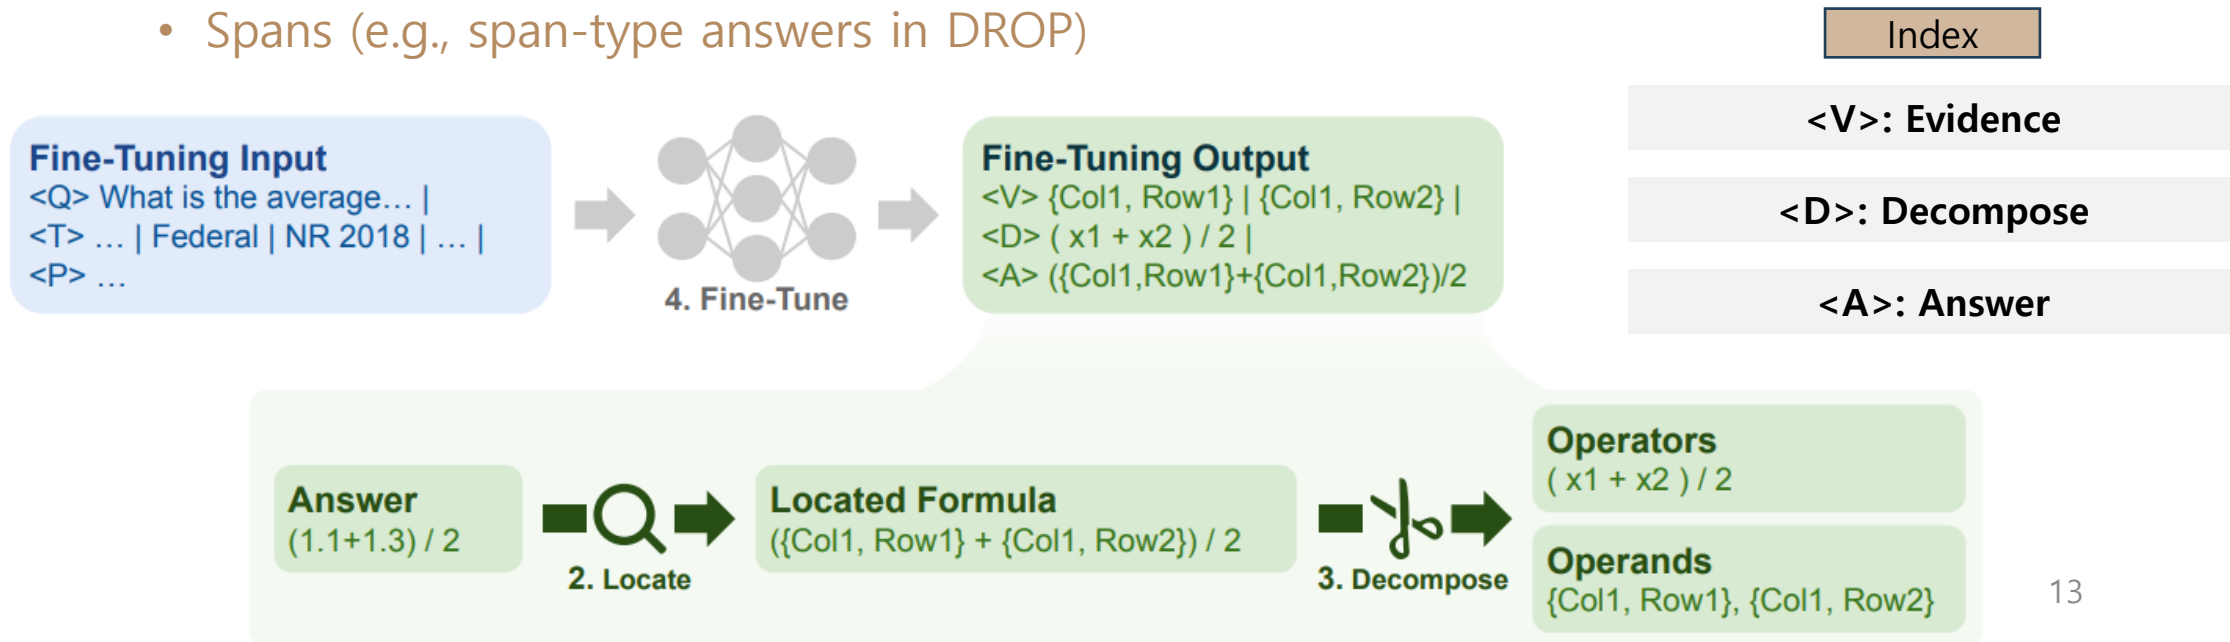 • Spans (e.g., span-type answers in DROP)
Index
<V>: Evidence
<D>: Decompose
<A>: Answer
Fine-Tuning Input
<Q> What is the average... |
<T> ... | Federal | NR 2018 | ... |
<P> ...
4. Fine-Tune
Fine-Tuning Output
<V> {Col1, Row1} | {Col1, Row2} |
<D> ( x1 + x2 ) / 2 |
<A> ({Col1,Row1}+{Col1,Row2})/2
Answer
(1.1+1.3) / 2
2. Locate
Located Formula
({Col1, Row1} + {Col1, Row2}) / 2
3. Decompose
Operators
( x1 + x2 ) / 2
Operands
{Col1, Row1}, {Col1, Row2}
13